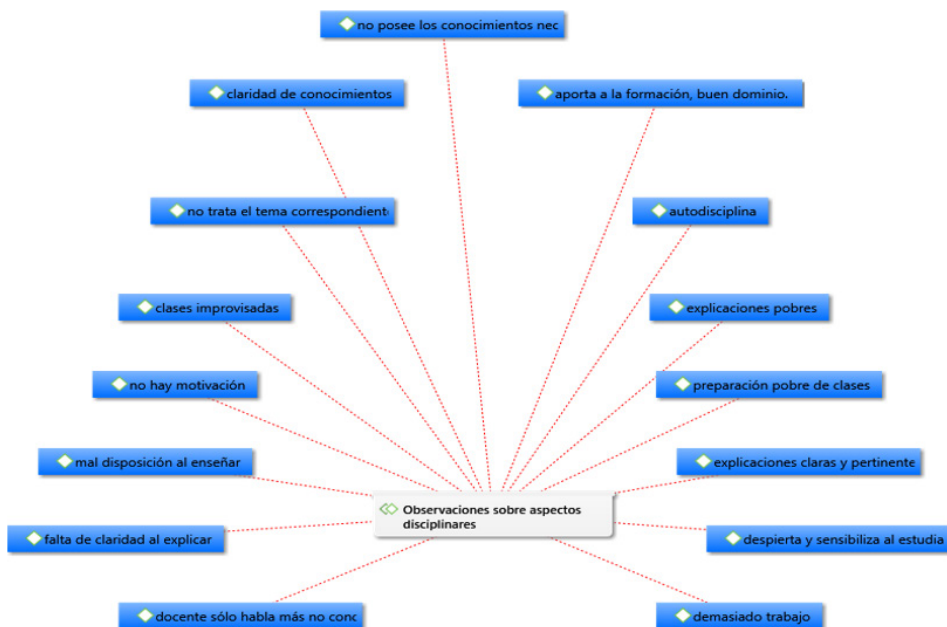 no posee los conocimientos nec
claridad de conocimientos
aporta a la formación, buen dominio.
no trata el tema correspondiente
autodisciplina
clases improvisadas
explicaciones pobres
no hay motivación
preparación pobre de clases
mal disposición al enseñar
explicaciones claras y pertinente
Observaciones sobre aspectos
disciplinares
falta de claridad al explicar
despierta y sensibiliza al estudia
docente sólo habla más no conc
demasiado trabajo